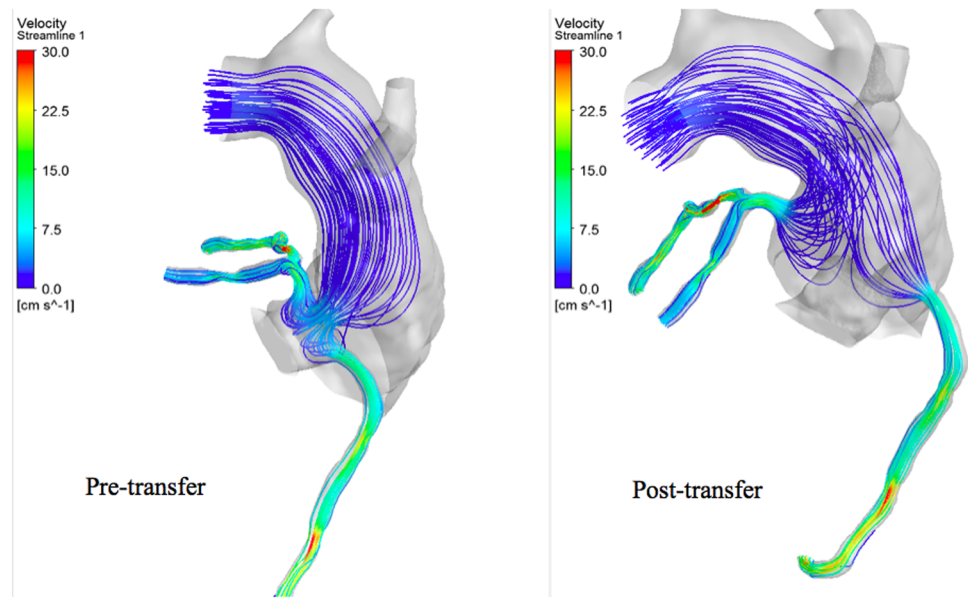 Velocity
Streamline 1
30.0
22.5
15.0
7.5
0.0
[cm s^-1]
Pre-transfer
Velocity
Streamline 1
30.0
22.5
15.0
7.5
0.0
[cm s^-1]
Post-transfer